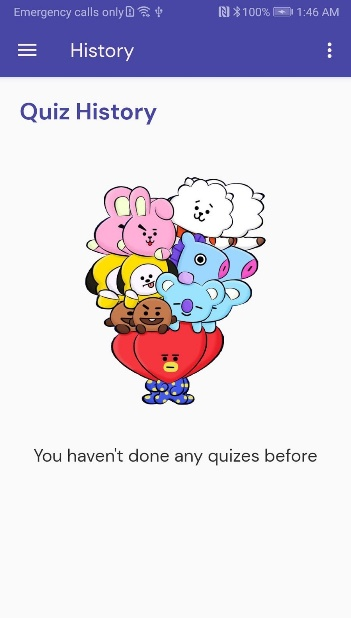 Emergency calls only 100% 1:46 AM
History
Quiz History
You haven't done any quizes before